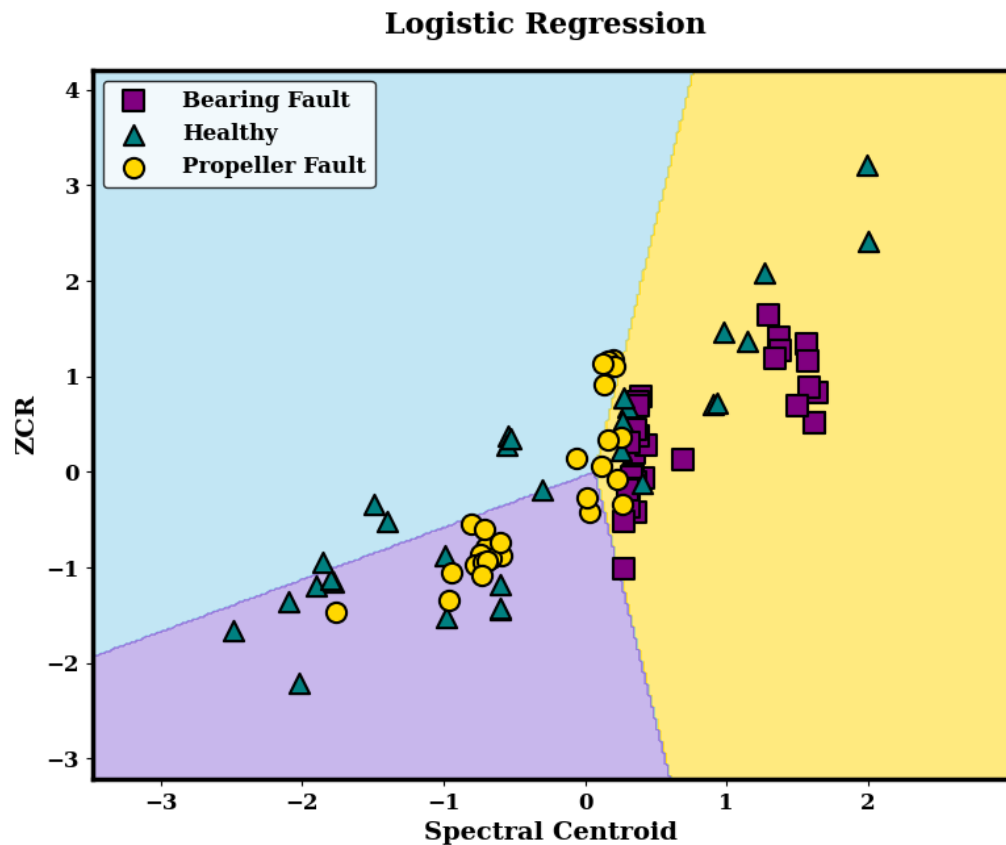 Logistic Regression
Bearing Fault
Healthy
Propeller Fault
4
3
2
1
0
−1
−2
−3
ZCR
−3 −2 −1 0 1 2
Spectral Centroid